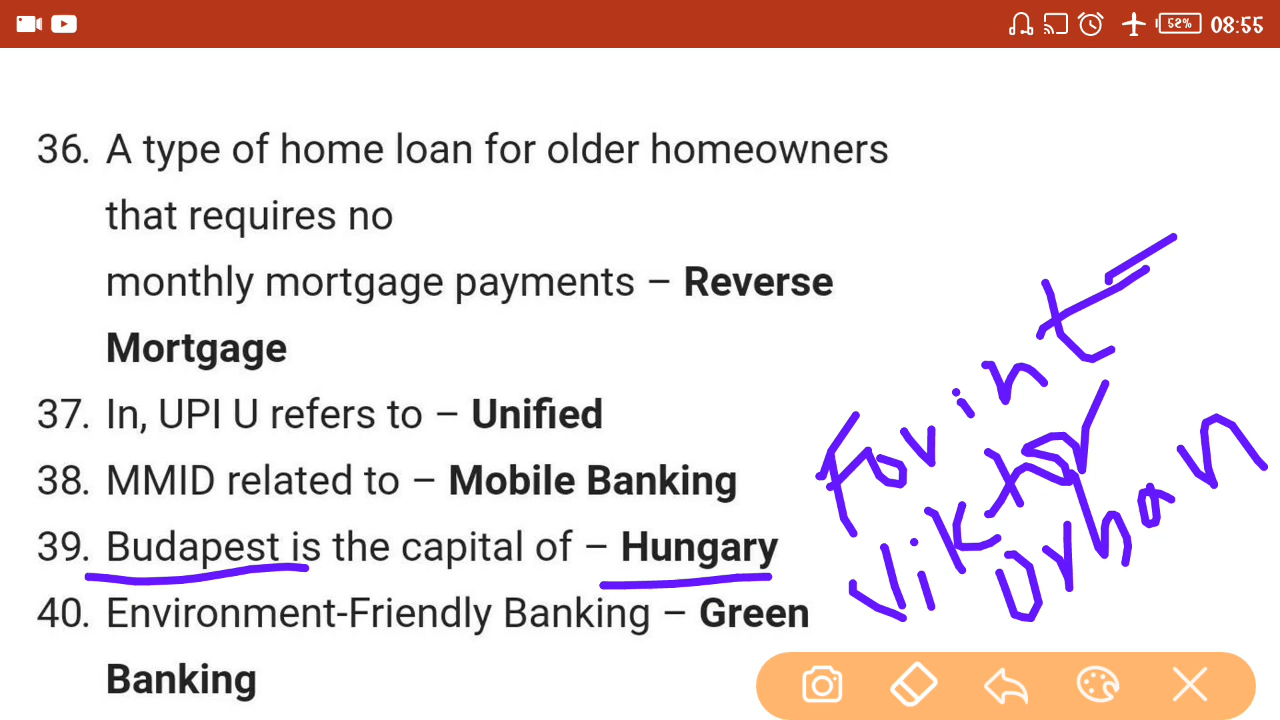 52% 08:55
36. A type of home loan for older homeowners
that requires no
monthly mortgage payments – Reverse
Mortgage
37. In, UPI U refers to – Unified
38. MMID related to – Mobile Banking
39. Budapest is the capital of – Hungary
40. Environment-Friendly Banking – Green
Banking
Forint
Viktor
Orban